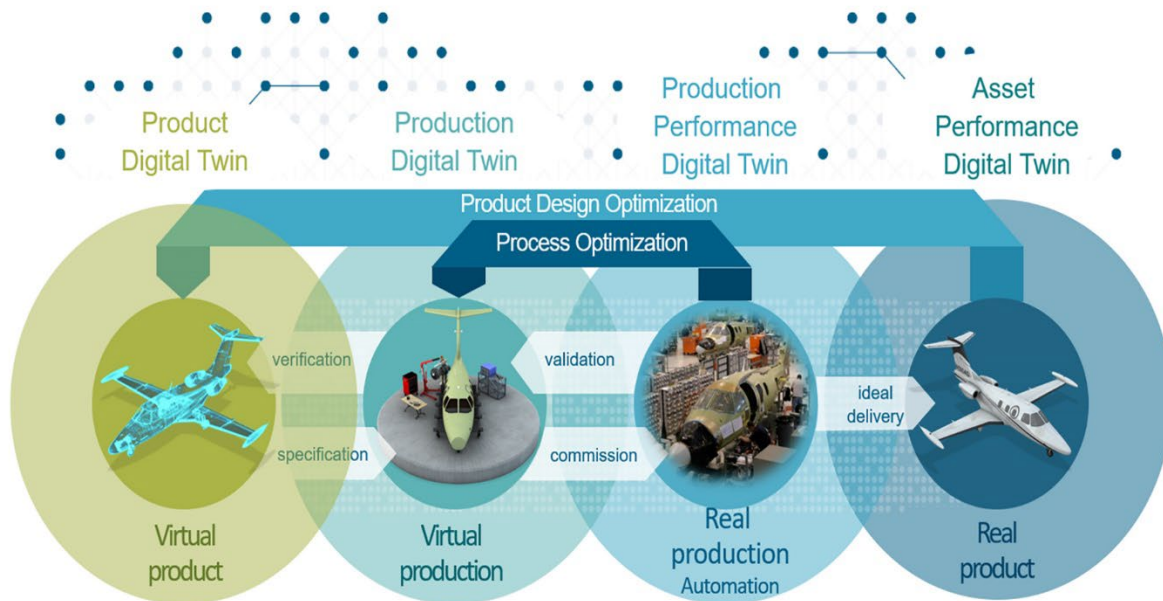 Product
Digital Twin
Production
Digital Twin
Production
Performance
Digital Twin
Asset
Performance
Digital Twin
Product Design Optimization
Process Optimization
verification
validation
ideal
delivery
specification
commission
Virtual
product
Virtual
production
Real
production
Automation
Real
product